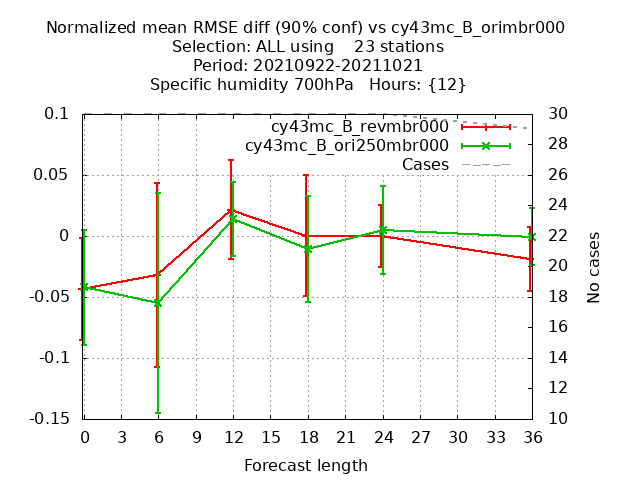 Normalized mean RMSE diff (90% conf) vs cy43mc_B_orimbr000
Selection: ALL using    23 stations
Period: 20210922-20211021
Specific humidity 700hPa   Hours: {12}
0.1
0.05
0
-0.05
-0.1
-0.15
cy43mc_B_revmbr000
cy43mc_B_ori250mbr000
Cases
30
28
26
24
22
20
18
16
14
12
10
No cases
0 3 6 9 12 15 18 21 24 27 30 33 36
Forecast length